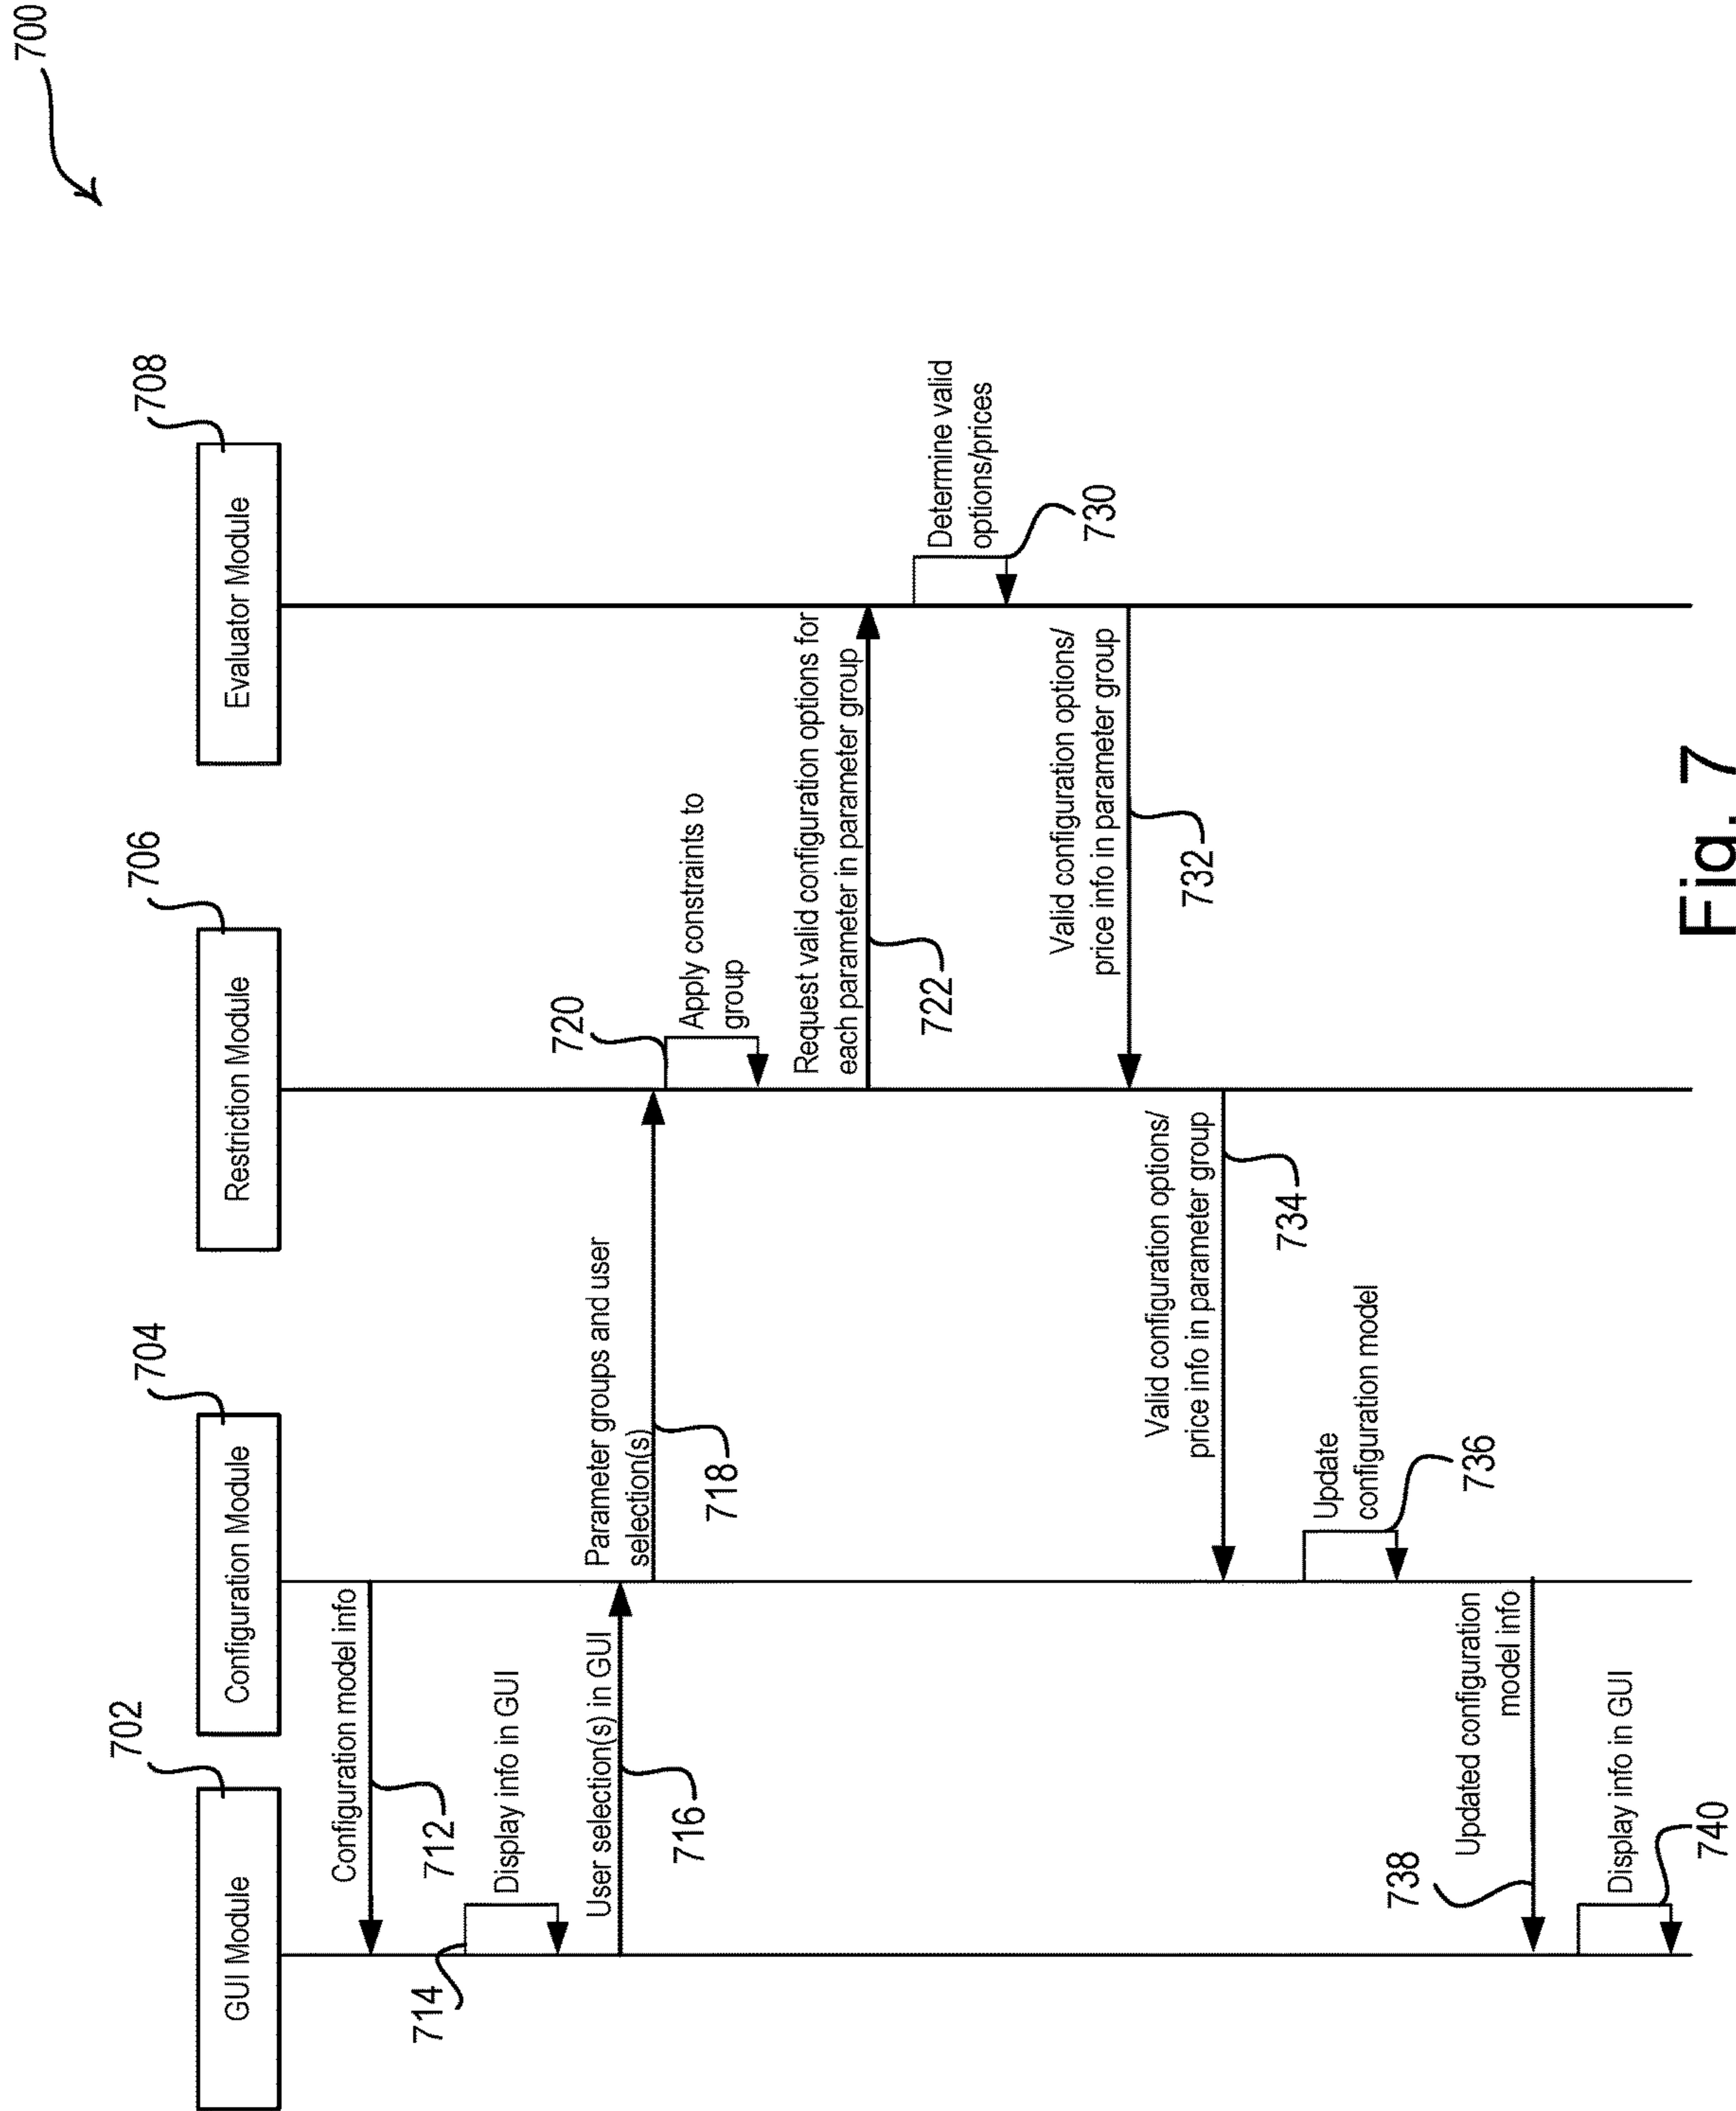 700
702
704
706
708
GUI Module
Configuration Module
Restriction Module
Evaluator Module
Configuration model info
712
714
Display info in GUI
User selection(s) in GUI
716
Parameter groups and user
selection(s)
718
720
Apply constraints to
group
Request valid configuration options for
each parameter in parameter group
722
Determine valid
options/prices
730
Valid configuration options/
price info in parameter group
732
Valid configuration options/
price info in parameter group
734
Update
configuration model
736
Updated configuration
model info
738
Display info in GUI
740
Fig. 7